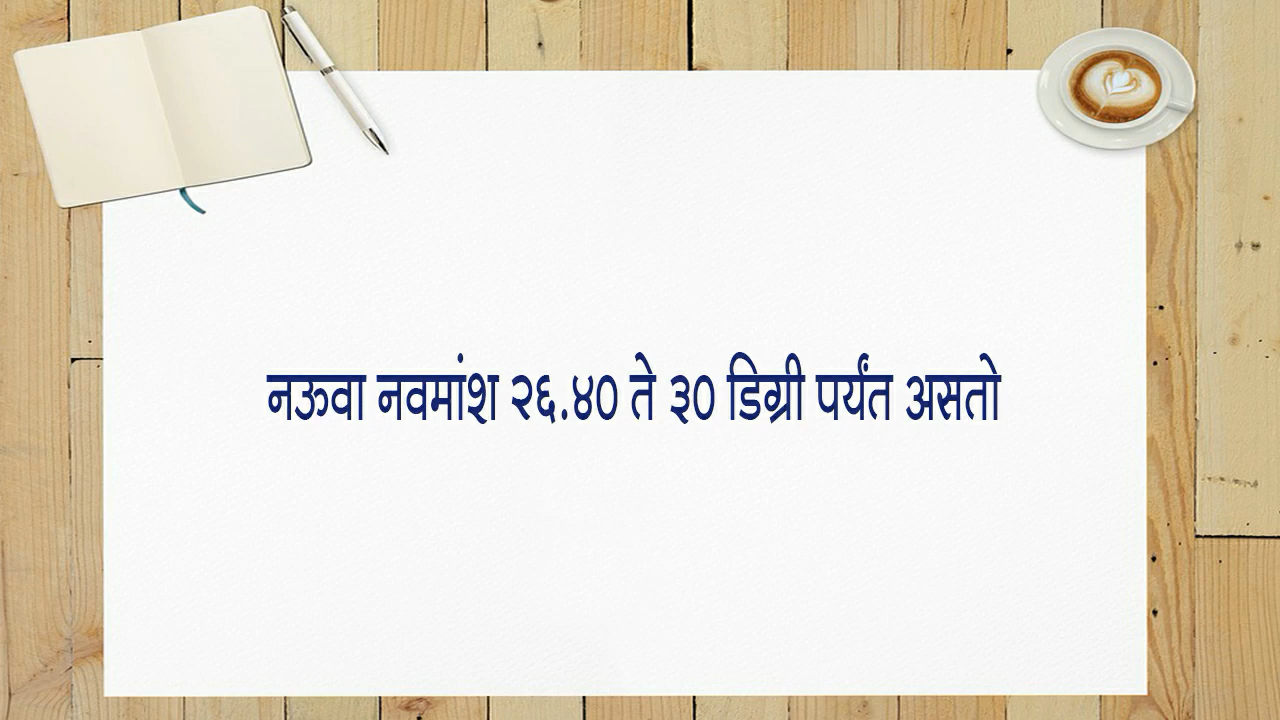 नऊवा नवमांश २६.४० ते ३० डिग्री पर्यंत असतो